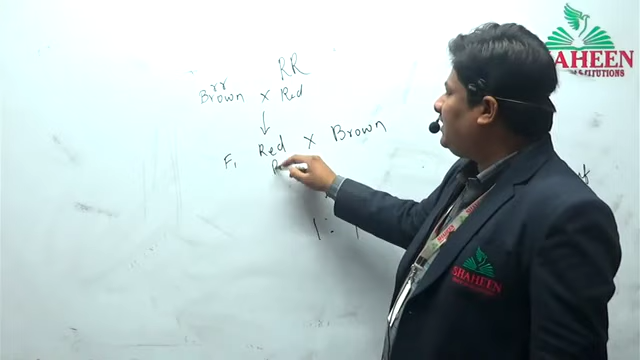 rr RR
Brown x Red
↓
F₁ Red x Brown
1: 1
SHAHEEN
INSTITUTIONS
SHAHEEN